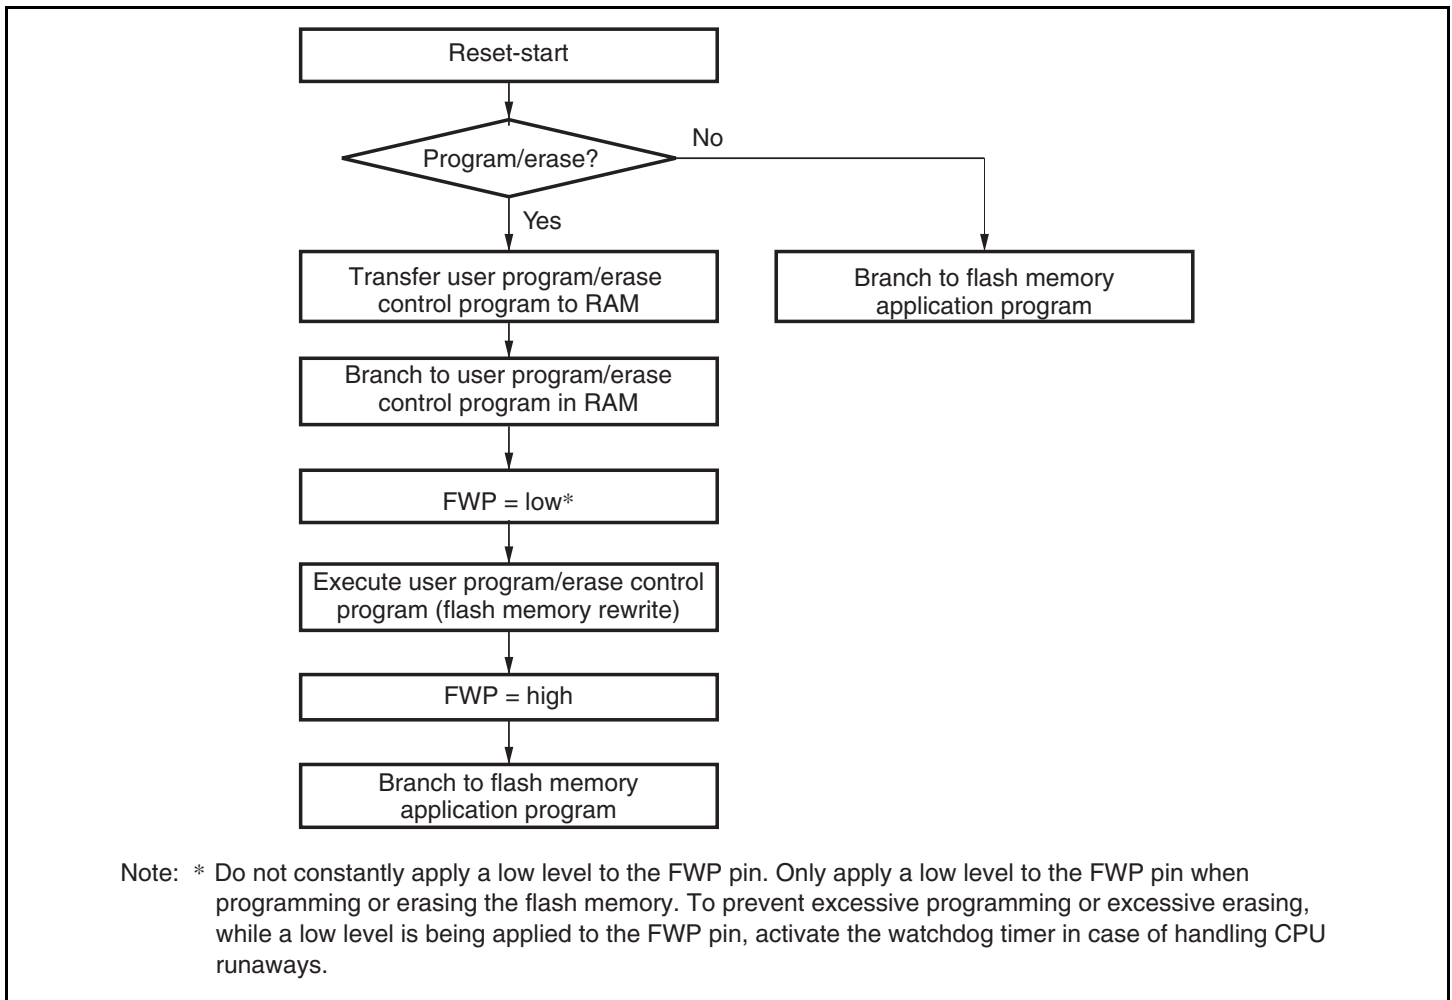 Reset-start
Program/erase?
No
Yes
Transfer user program/erase
control program to RAM
Branch to flash memory
application program
Branch to user program/erase
control program in RAM
FWP = low*
Execute user program/erase control
program (flash memory rewrite)
FWP = high
Branch to flash memory
application program
Note: * Do not constantly apply a low level to the FWP pin. Only apply a low level to the FWP pin when
programming or erasing the flash memory. To prevent excessive programming or excessive erasing,
while a low level is being applied to the FWP pin, activate the watchdog timer in case of handling CPU
runaways.